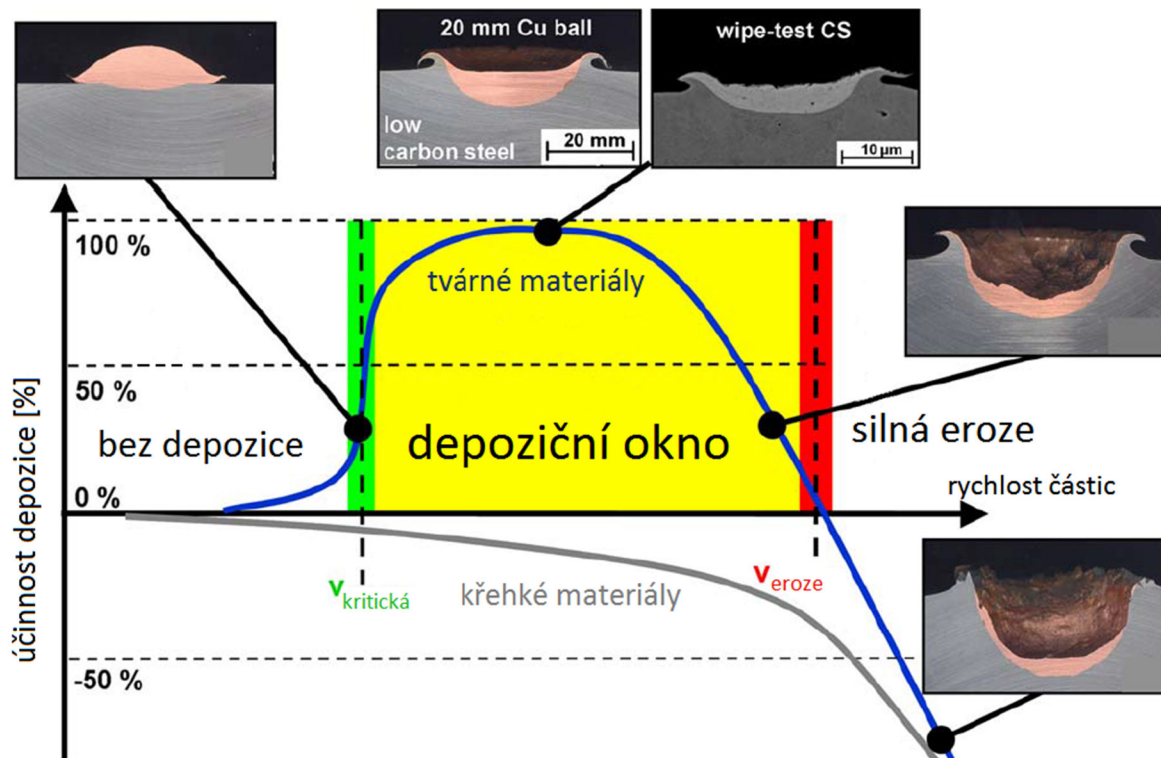 20 mm Cu ball
low
carbon steel
20 mm
wipe-test CS
10 µm
účinnost depozice [%]
100 %
50 %
0 %
-50 %
tvárné materiály
bez depozice
depoziční okno
silná eroze
rychlost částic
vkritická
křehké materiály
veroze